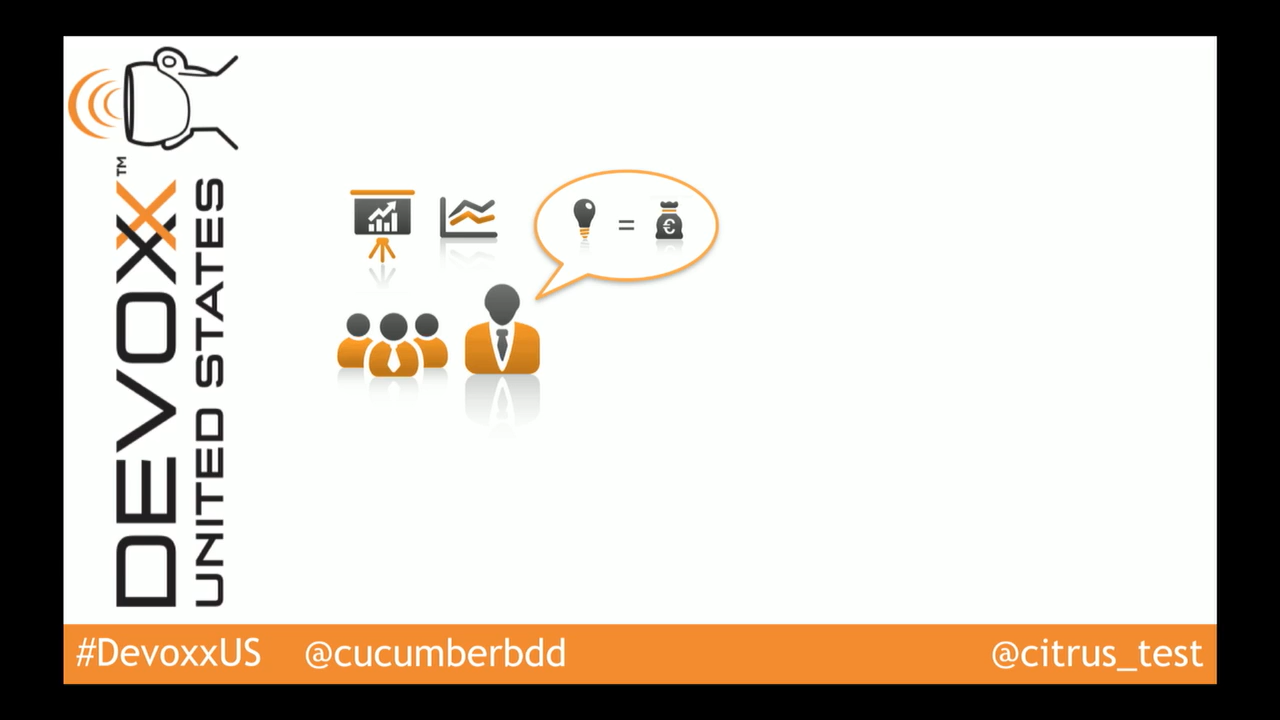 DEVOXX™
UNITED STATES
= €
#DevoxxUS @cucumberbdd @citrus_test